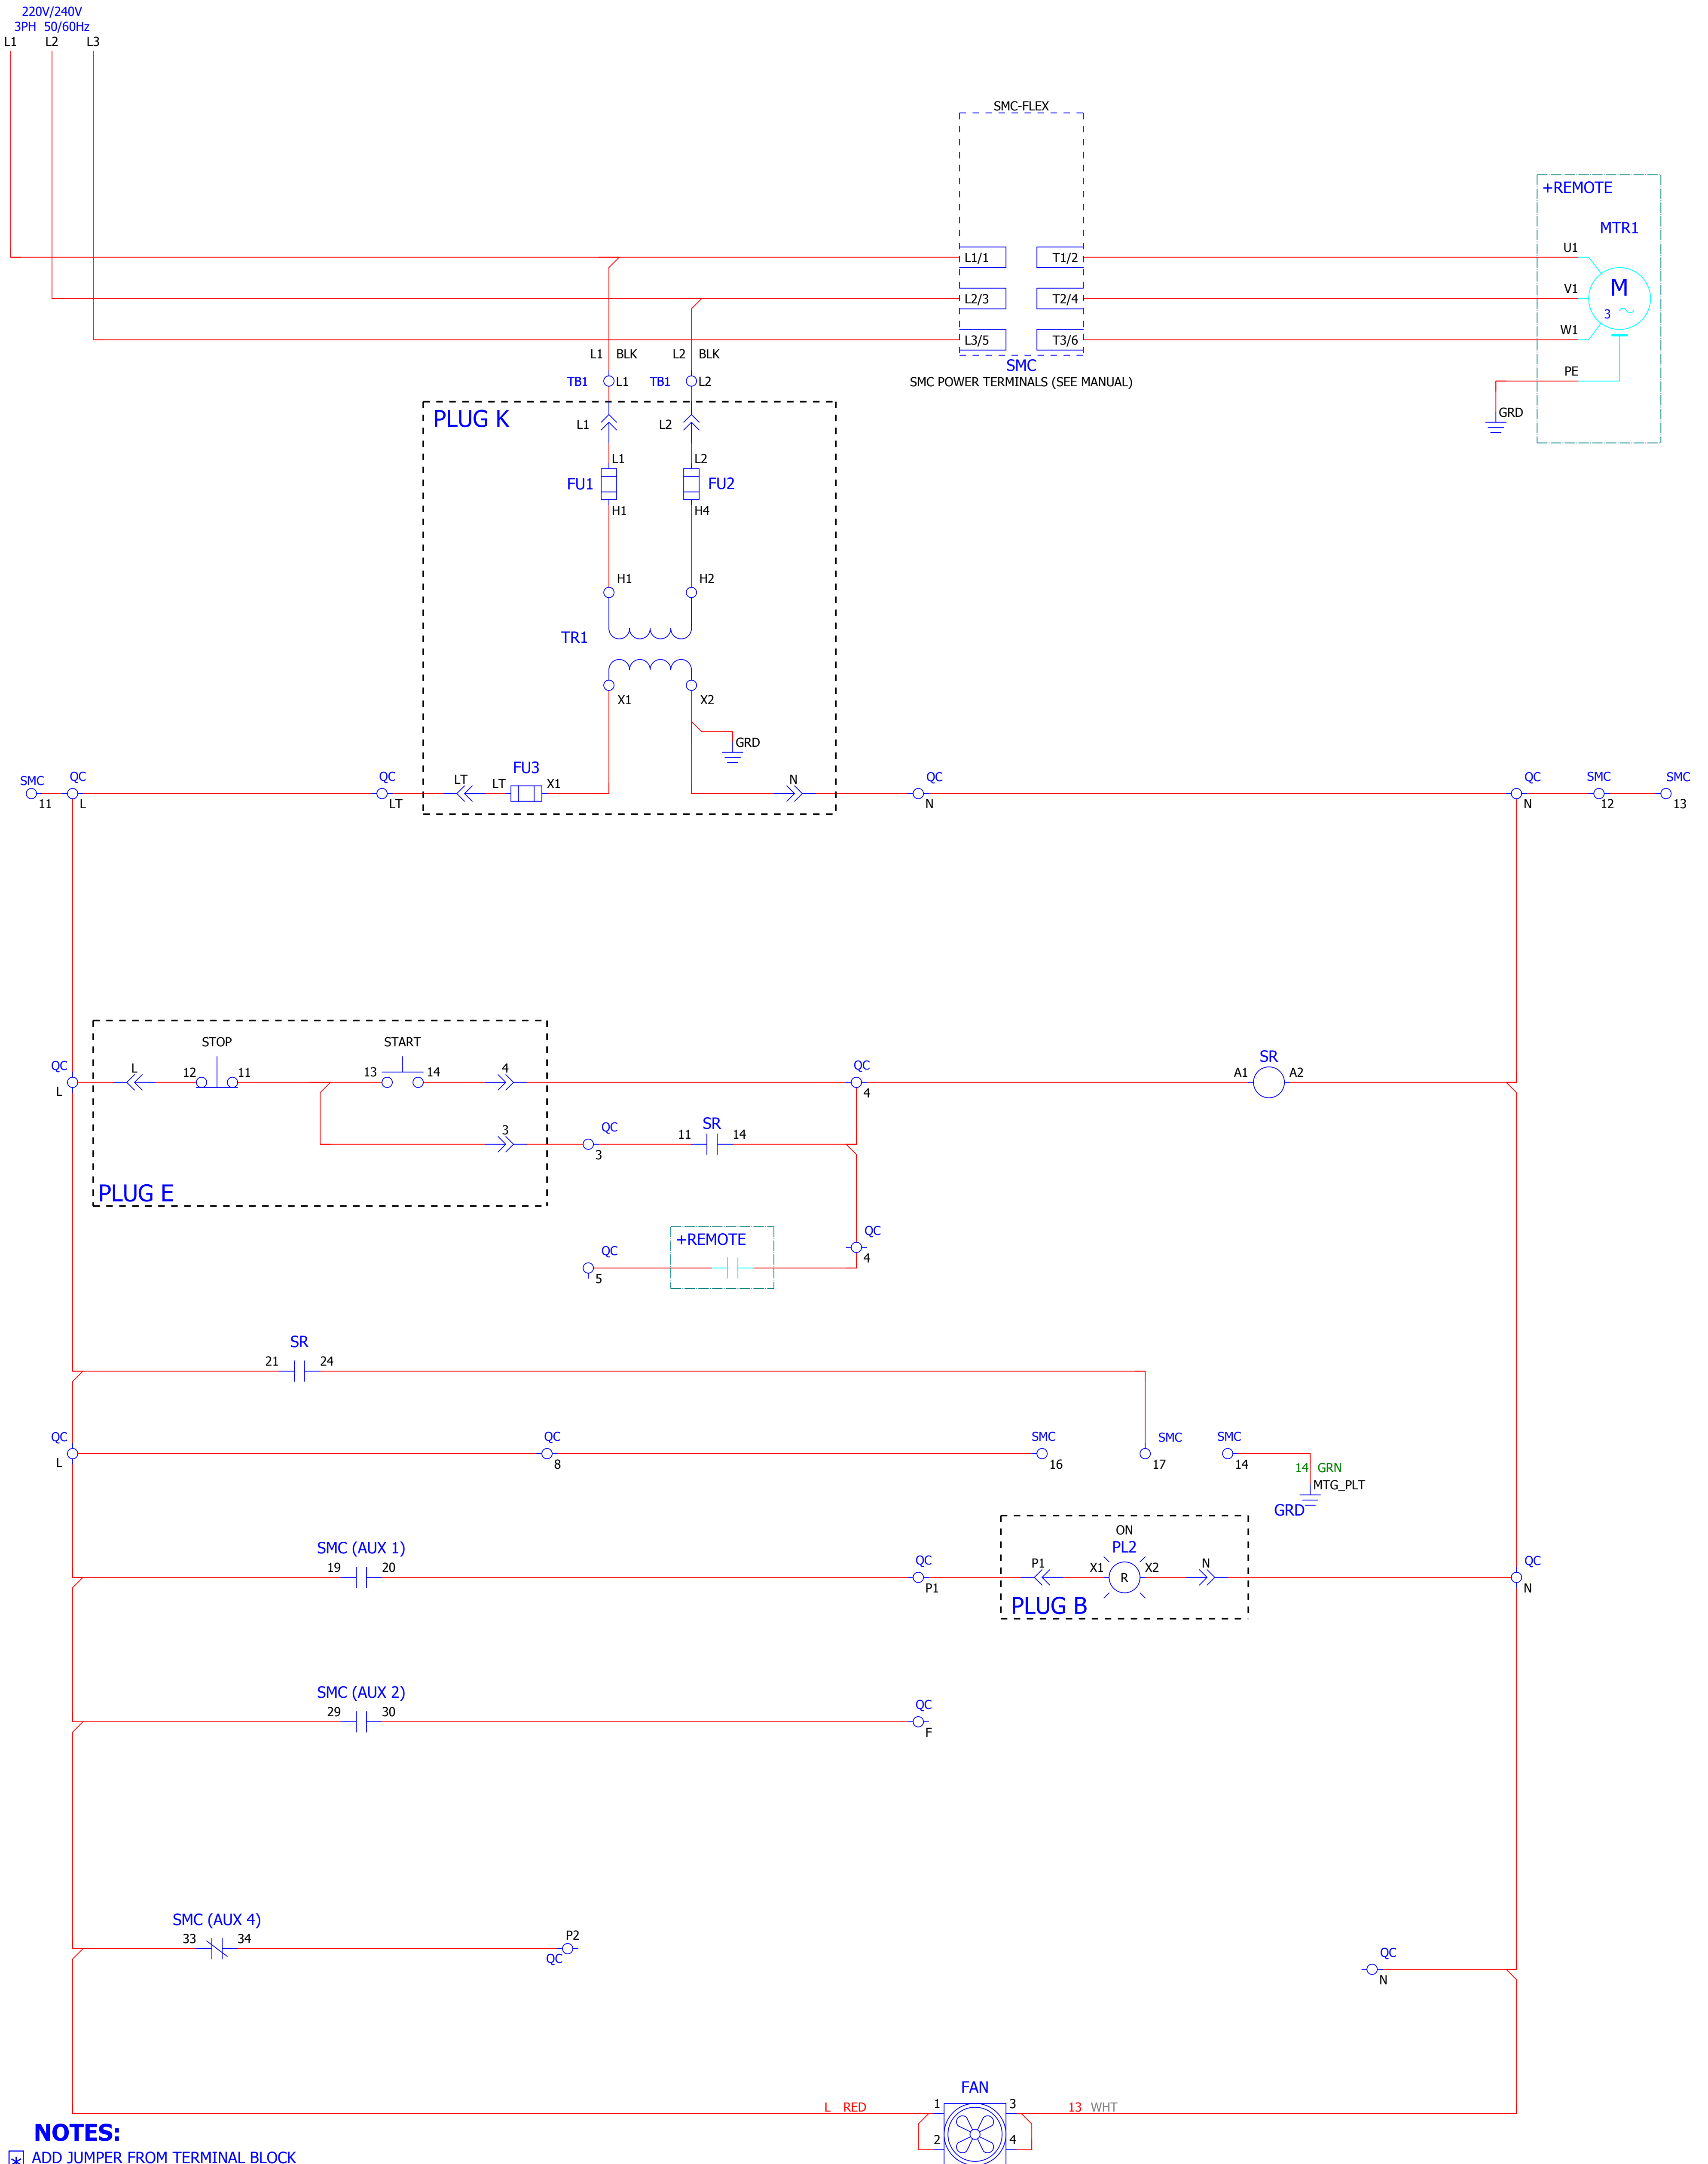 220V/240V
3PH 50/60Hz
L1 L2 L3
SMC-FLEX
+REMOTE
MTR1
U1
L1/1 T1/2
V1
M
3
L2/3 T2/4
W1
L3/5 T3/6
L1 BLK L2 BLK
SMC
PE
TB1 L1 TB1 L2
SMC POWER TERMINALS (SEE MANUAL)
PLUG K
L1 L2
GRD
L1 L2
FU1 FU2
H1 H4
H1 H2
TR1
X1 X2
GRD
SMC QC QC LT LT FU3 X1 N QC QC SMC SMC
11 L LT N N 12 13
STOP START
QC L 12 11 13 14 4 QC SR
A1 A2
L 4
3 QC 11 SR 14
3
PLUG E
+REMOTE
QC QC
5 4
SR
21 24
QC QC SMC SMC SMC
L 8 16 17 14
14 GRN
MTG_PLT
GRD
ON
SMC (AUX 1) PL2
19 20 QC P1 X1 R X2 N QC
P1 N
PLUG B
SMC (AUX 2)
29 30 QC
F
SMC (AUX 4)
33 34 P2
QC QC
N
FAN
L RED 1 3 13 WHT
2 4
NOTES:
* ADD JUMPER FROM TERMINAL BLOCK